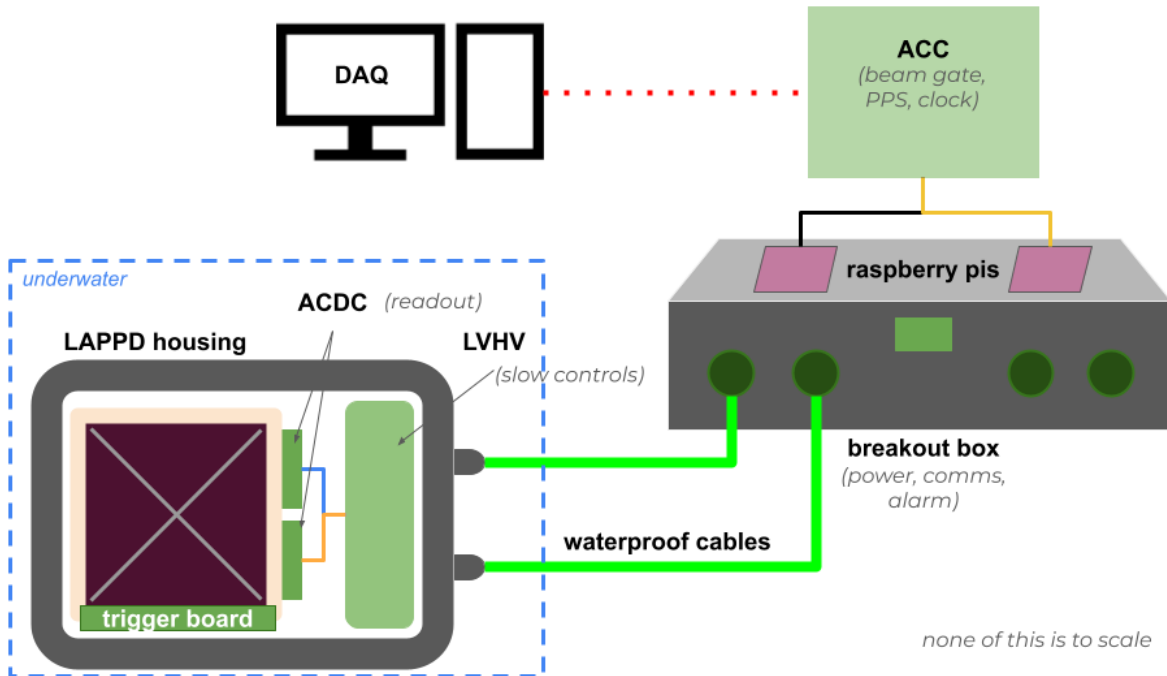 DAQ
ACC
(beam gate,
PPS, clock)
raspberry pis
underwater
ACDC (readout)
LAPPD housing
LVHV
(slow controls)
trigger board
breakout box
(power, comms,
alarm)
waterproof cables
none of this is to scale